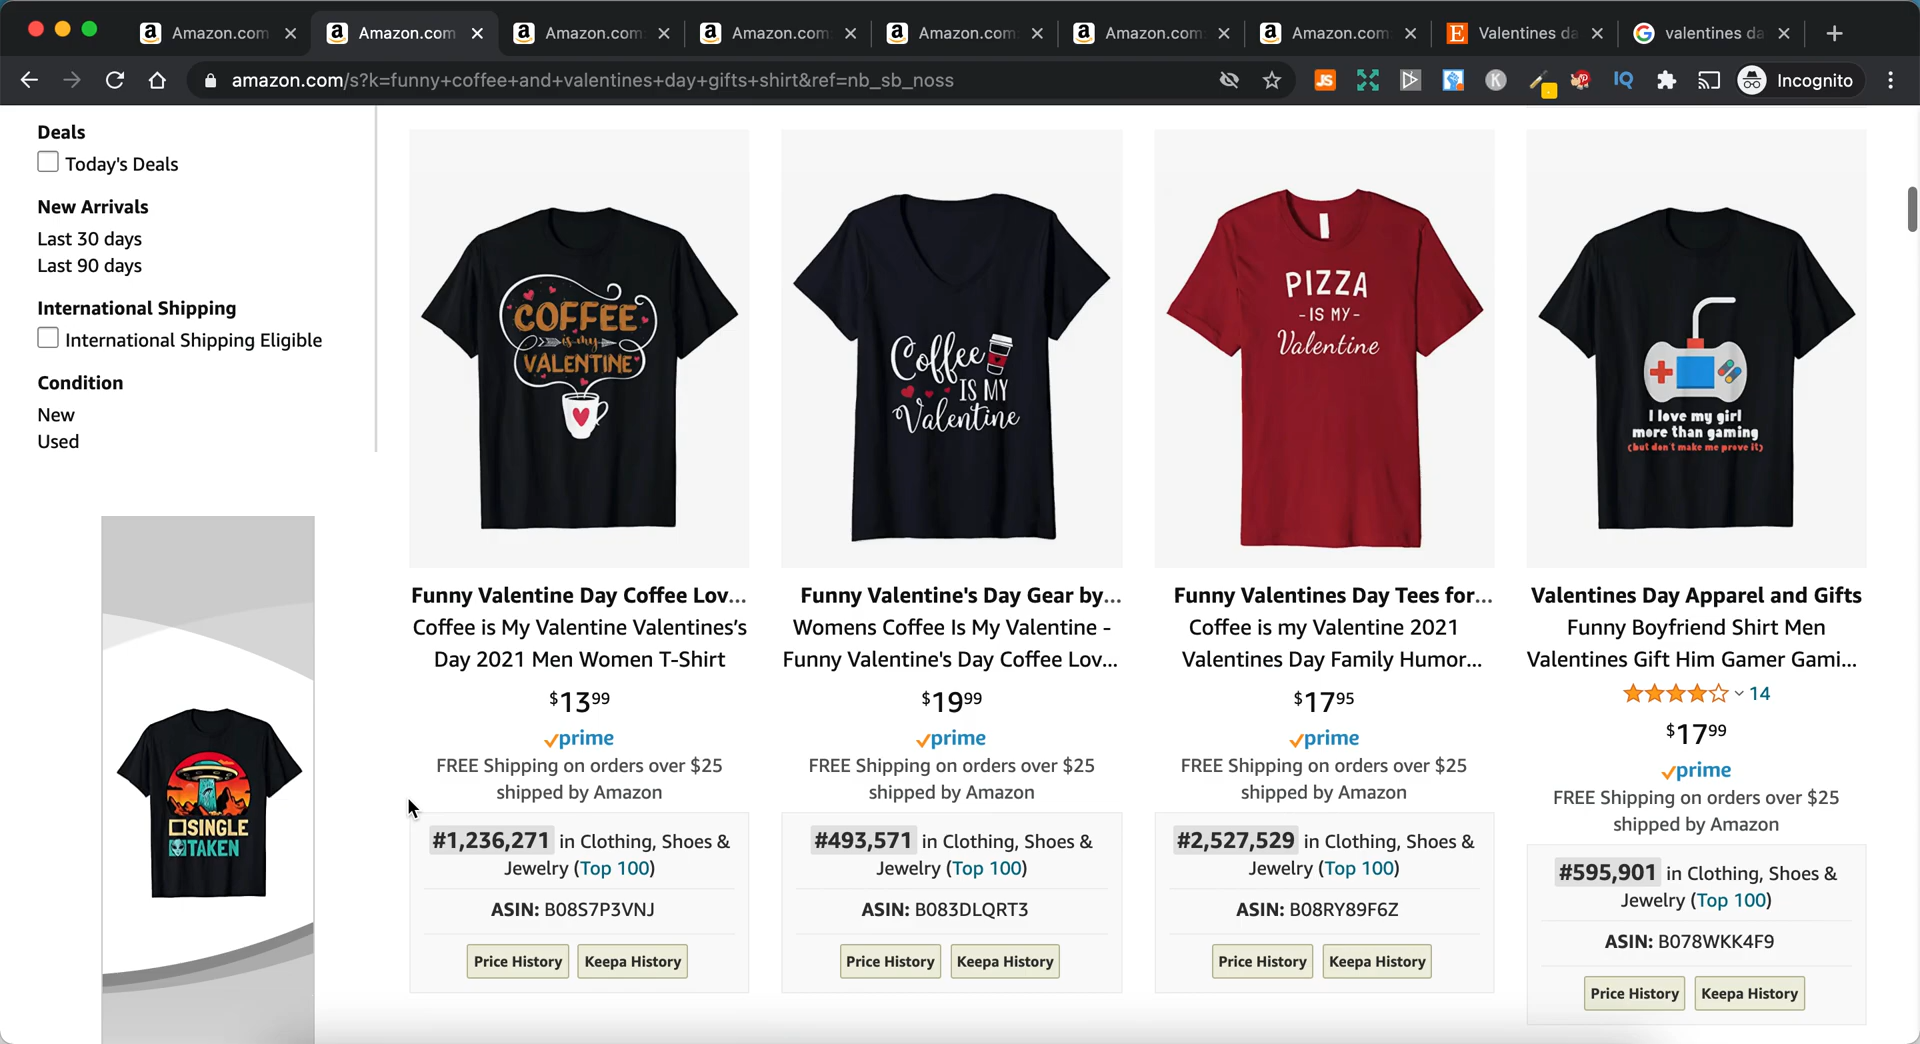 Amazon.com
Amazon.com
Amazon.com
Amazon.com
Amazon.com
Amazon.com
Amazon.com
Valentines da
valentines da
amazon.com/s?k=funny+coffee+and+valentines+day+gifts+shirt&ref=nb_sb_noss
JS
K
IQ
Incognito
Deals
Today's Deals
New Arrivals
Last 30 days
Last 90 days
International Shipping
International Shipping Eligible
Condition
New
Used
SINGLE
TAKEN
COFFEE
is my
VALENTINE
Funny Valentine Day Coffee Lov...
Coffee is My Valentine Valentines’s
Day 2021 Men Women T-Shirt
$13.99
prime
FREE Shipping on orders over $25
shipped by Amazon
#1,236,271 in Clothing, Shoes &
Jewelry (Top 100)
ASIN: B08S7P3VNJ
Price History Keepa History
Coffee
IS MY
Valentine
Funny Valentine's Day Gear by...
Womens Coffee Is My Valentine -
Funny Valentine's Day Coffee Lov...
$19.99
prime
FREE Shipping on orders over $25
shipped by Amazon
#493,571 in Clothing, Shoes &
Jewelry (Top 100)
ASIN: B083DLQRT3
Price History Keepa History
PIZZA
- IS MY -
Valentine
Funny Valentines Day Tees for...
Coffee is my Valentine 2021
Valentines Day Family Humor...
$17.95
prime
FREE Shipping on orders over $25
shipped by Amazon
#2,527,529 in Clothing, Shoes &
Jewelry (Top 100)
ASIN: B08RY89F6Z
Price History Keepa History
I love my girl
more than gaming
(but don't make me prove it)
Valentines Day Apparel and Gifts
Funny Boyfriend Shirt Men
Valentines Gift Him Gamer Gami...
14
$17.99
prime
FREE Shipping on orders over $25
shipped by Amazon
#595,901 in Clothing, Shoes &
Jewelry (Top 100)
ASIN: B078WKK4F9
Price History Keepa History